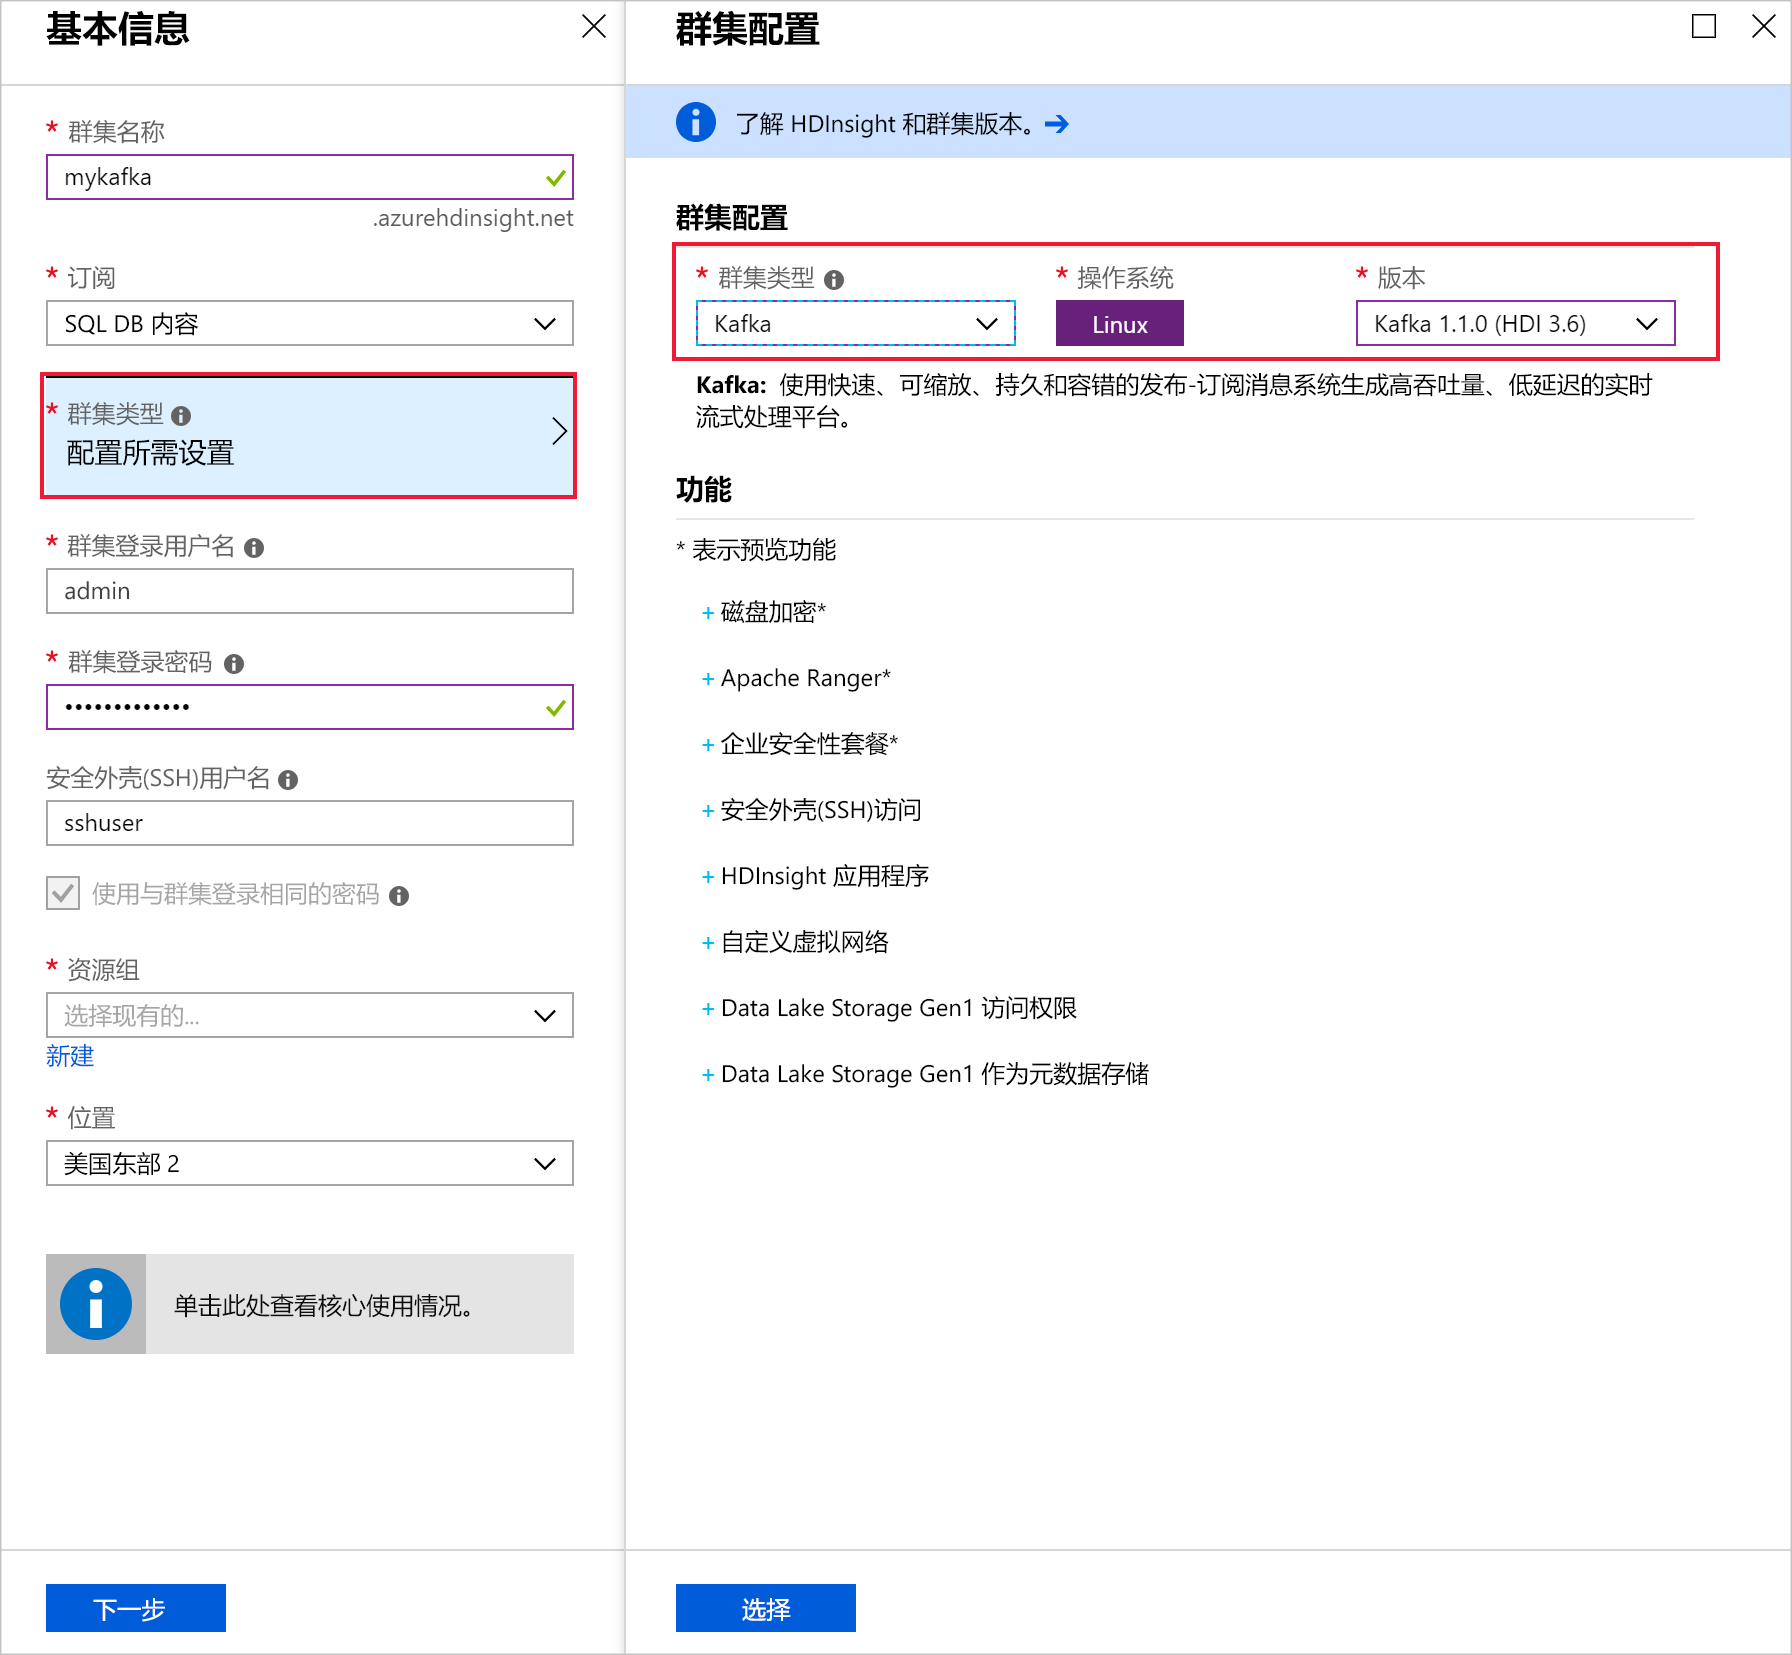 基本信息
* 群集名称
mykafka
.azurehdinsight.net
* 订阅
SQL DB 内容
* 群集类型
配置所需设置
* 群集登录用户名
admin
* 群集登录密码
•••••••••••••
安全外壳(SSH)用户名
sshuser
使用与群集登录相同的密码
* 资源组
选择现有的...
新建
* 位置
美国东部 2
单击此处查看核心使用情况。
下一步
群集配置
了解 HDInsight 和群集版本。
群集配置
* 群集类型 * 操作系统 * 版本
Kafka Linux Kafka 1.1.0 (HDI 3.6)
Kafka: 使用快速、可缩放、持久和容错的发布-订阅消息系统生成高吞吐量、低延迟的实时
流式处理平台。
功能
* 表示预览功能
+ 磁盘加密*
+ Apache Ranger*
+ 企业安全性套餐*
+ 安全外壳(SSH)访问
+ HDInsight 应用程序
+ 自定义虚拟网络
+ Data Lake Storage Gen1 访问权限
+ Data Lake Storage Gen1 作为元数据存储
选择